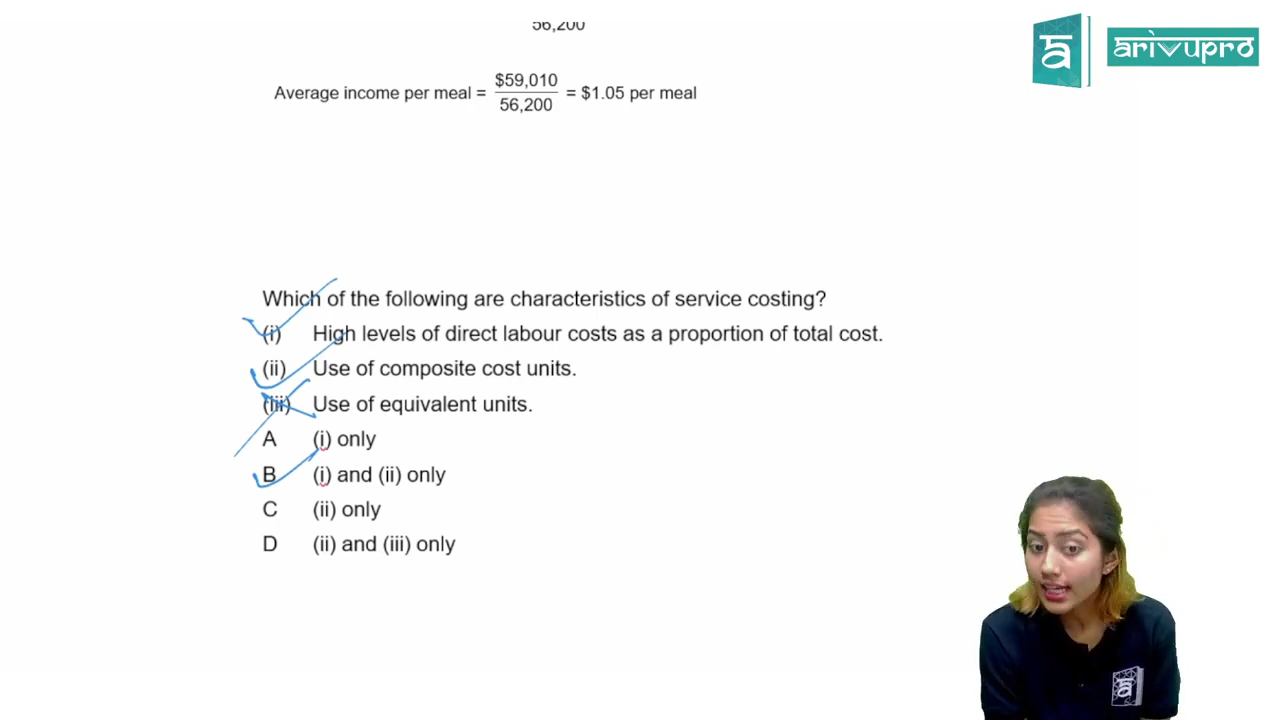 56,200
arivupro
Average income per meal = $59,010 / 56,200 = $1.05 per meal
Which of the following are characteristics of service costing?
(i) High levels of direct labour costs as a proportion of total cost.
(ii) Use of composite cost units.
(iii) Use of equivalent units.
A (i) only
B (i) and (ii) only
C (ii) only
D (ii) and (iii) only